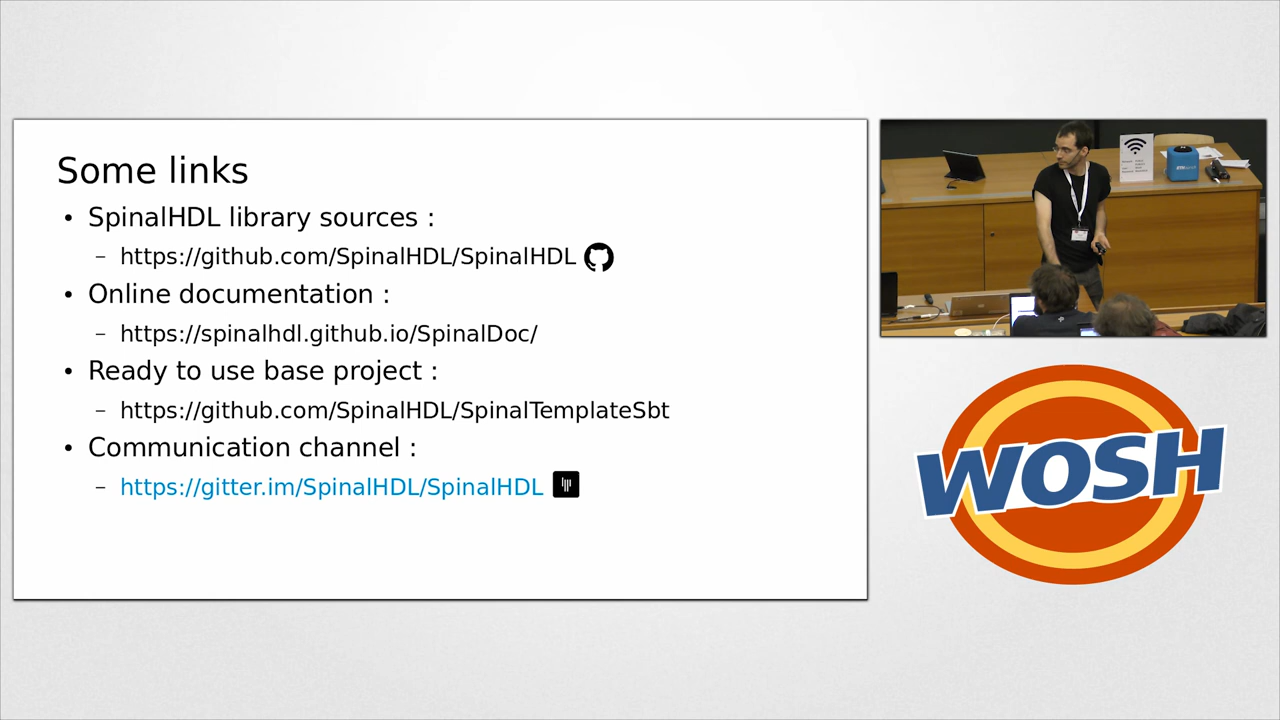 Some links
• SpinalHDL library sources :
– https://github.com/SpinalHDL/SpinalHDL
• Online documentation :
– https://spinalhdl.github.io/SpinalDoc/
• Ready to use base project :
– https://github.com/SpinalHDL/SpinalTemplateSbt
• Communication channel :
– https://gitter.im/SpinalHDL/SpinalHDL
ETH
WOSH